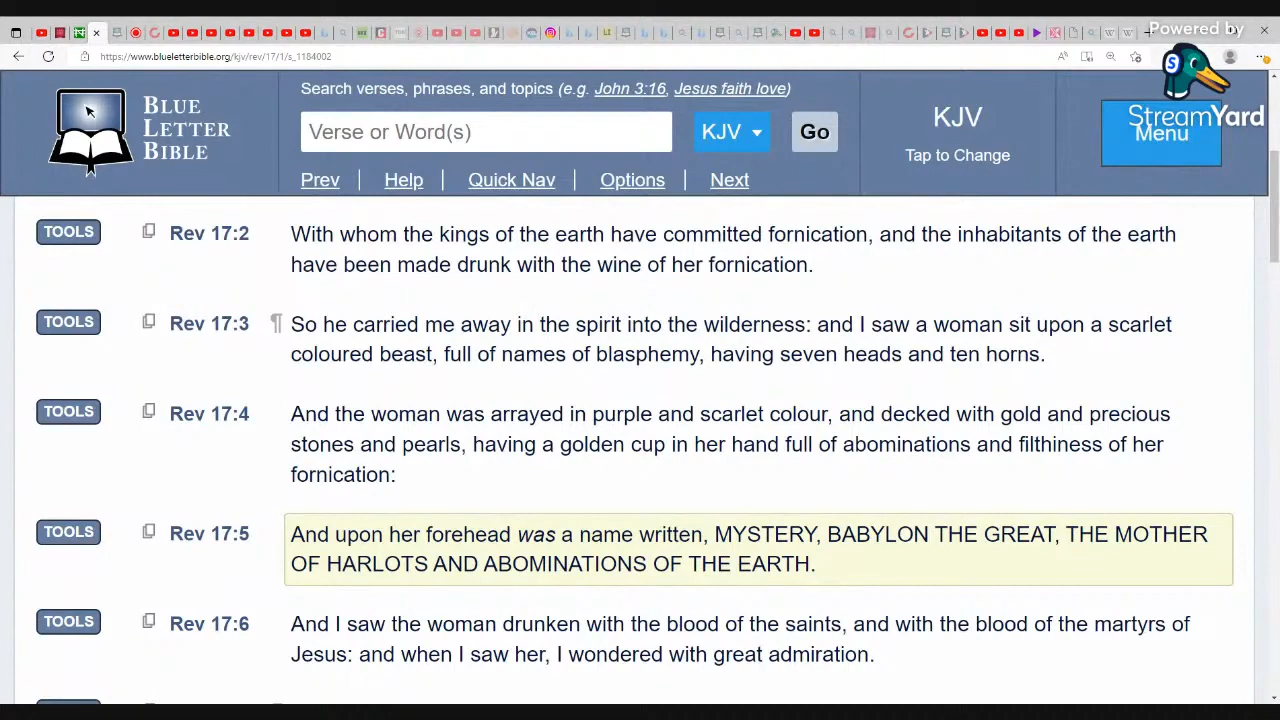 Powered by
https://www.blueletterbible.org/kjv/rev/17/1/s_1184002
StreamYard
BLUE
LETTER
BIBLE
Search verses, phrases, and topics (e.g. John 3:16, Jesus faith love)
Verse or Word(s)
KJV
Go
Prev | Help | Quick Nav | Options | Next
KJV
Tap to Change
Menu
TOOLS Rev 17:2 With whom the kings of the earth have committed fornication, and the inhabitants of the earth
have been made drunk with the wine of her fornication.
TOOLS Rev 17:3 ¶ So he carried me away in the spirit into the wilderness: and I saw a woman sit upon a scarlet
coloured beast, full of names of blasphemy, having seven heads and ten horns.
TOOLS Rev 17:4 And the woman was arrayed in purple and scarlet colour, and decked with gold and precious
stones and pearls, having a golden cup in her hand full of abominations and filthiness of her
fornication:
TOOLS Rev 17:5 And upon her forehead was a name written, MYSTERY, BABYLON THE GREAT, THE MOTHER
OF HARLOTS AND ABOMINATIONS OF THE EARTH.
TOOLS Rev 17:6 And I saw the woman drunken with the blood of the saints, and with the blood of the martyrs of
Jesus: and when I saw her, I wondered with great admiration.